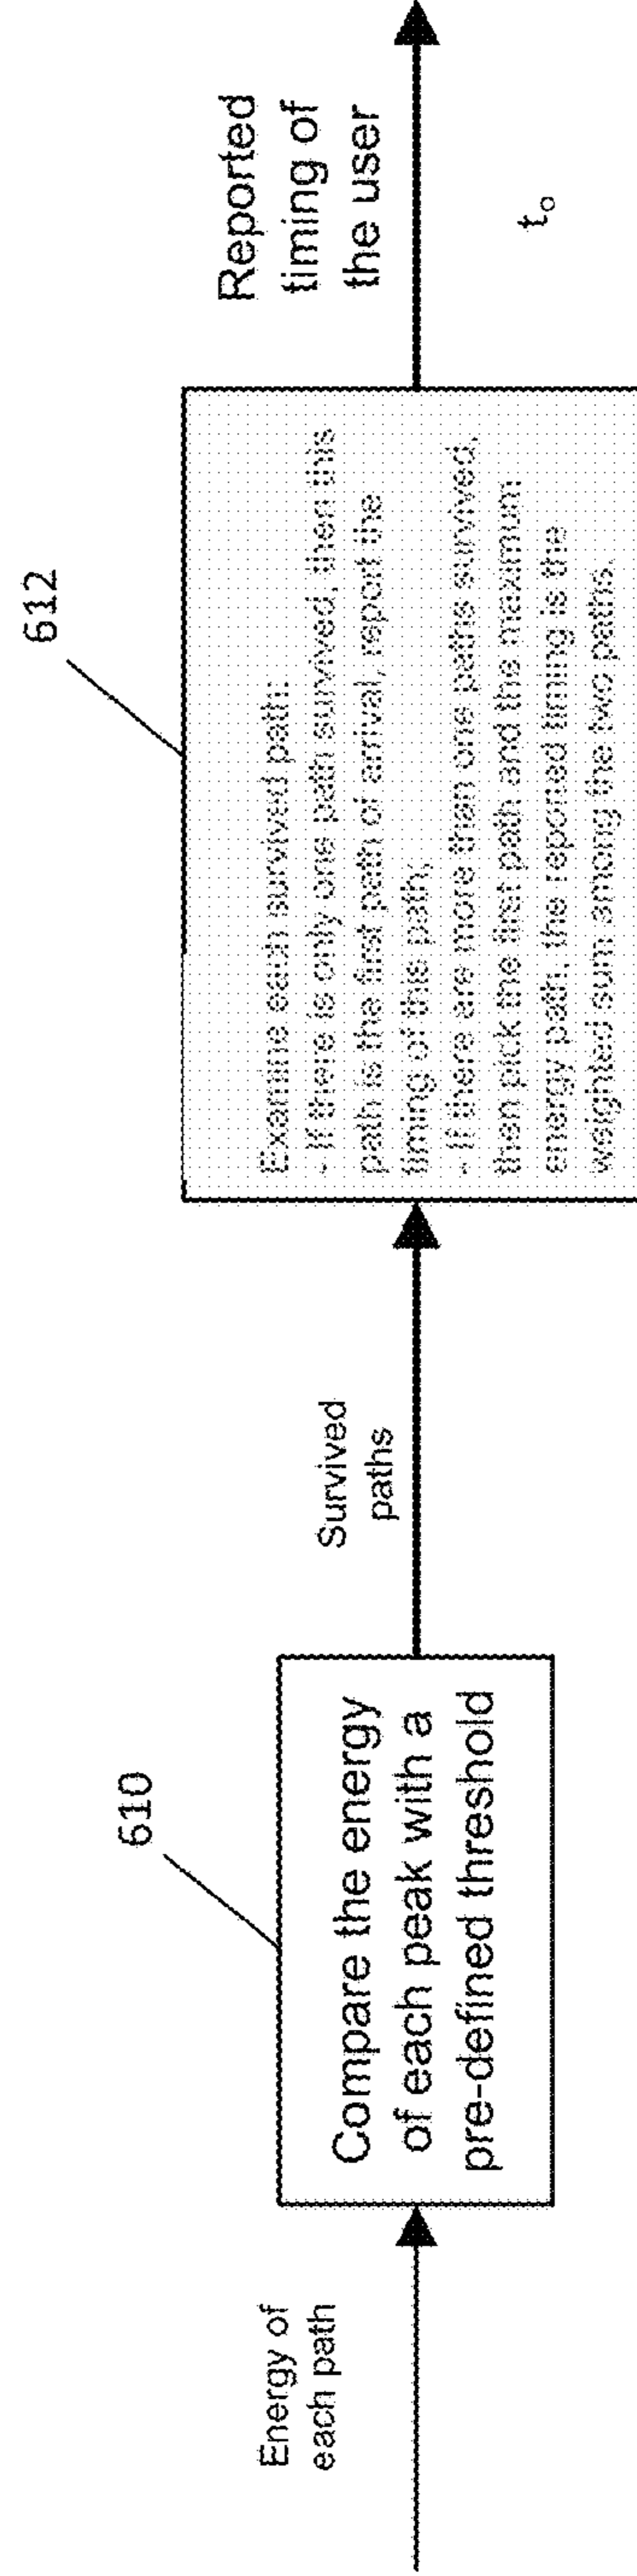 Energy of
each path
610
Compare the energy
of each peak with a
pre-defined threshold
Survived
paths
612
Examine each survived path:
- If there is only one path survived, then this
path is the first path of arrival, report the
timing of this path;
- If there are more than one paths survived,
then pick the first path and the maximum
energy path, the reported timing is the
weighted sum among the two paths.
Reported
timing of
the user
to